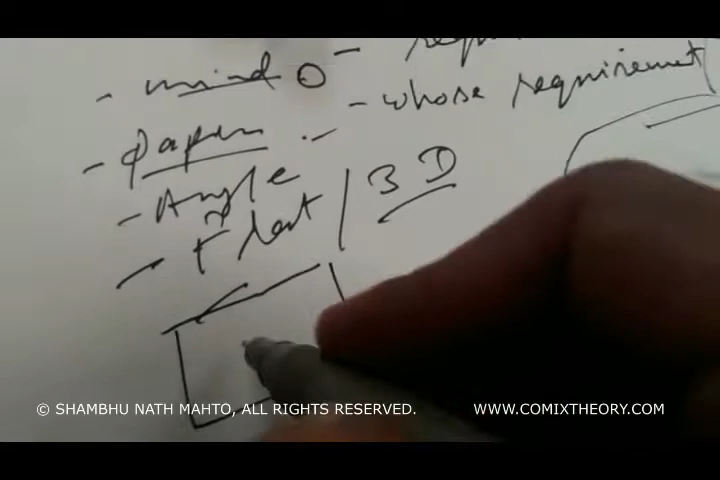 - mind -
- whose requirement
- paper -
- Angle
- Flat / 3D
© SHAMBHU NATH MAHTO, ALL RIGHTS RESERVED. WWW.COMIXTHEORY.COM